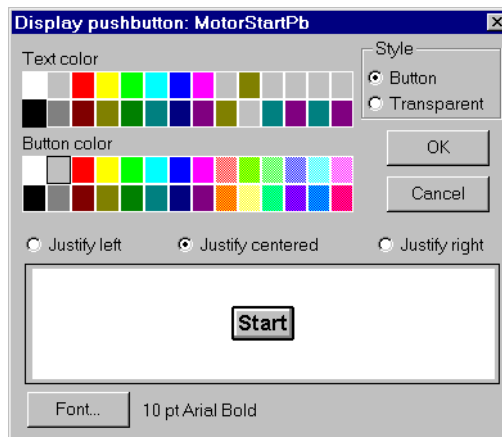 Display pushbutton: MotorStartPb
Text color
Style
Button
Transparent
Button color
OK
Cancel
Justify left
Justify centered
Justify right
Start
Font...
10 pt Arial Bold